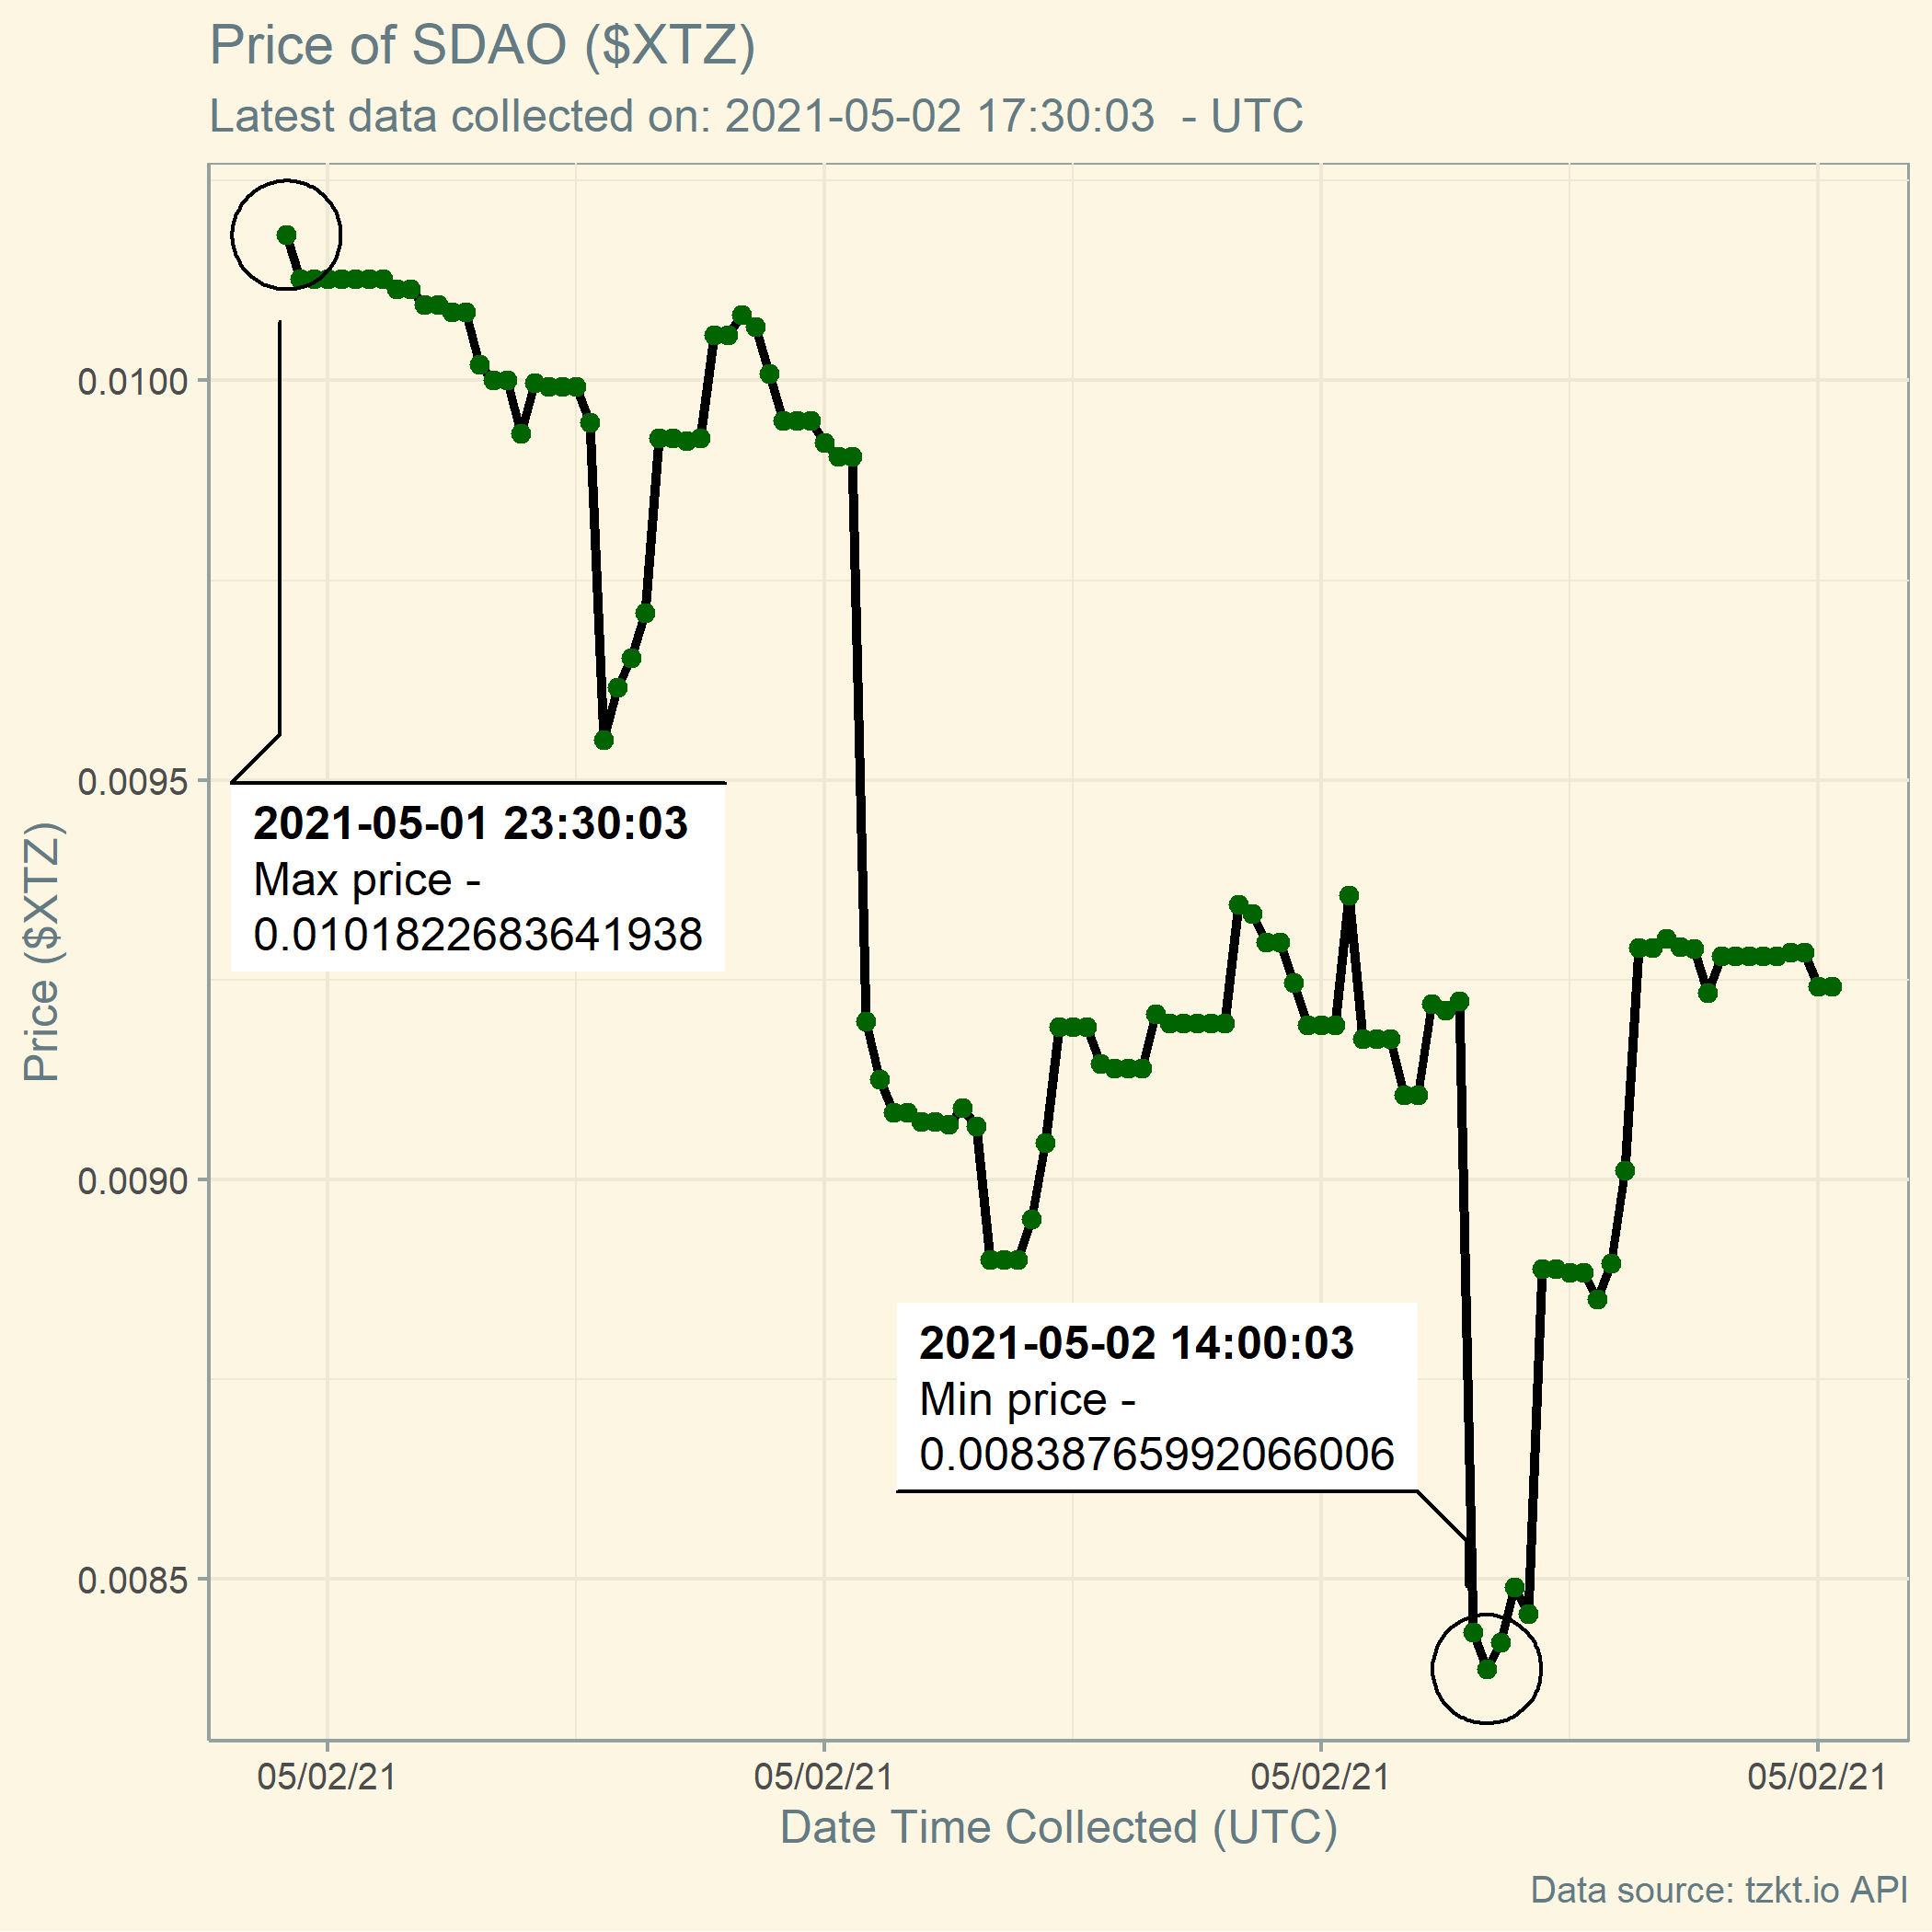 Price of SDAO ($XTZ)
Latest data collected on: 2021-05-02 17:30:03  - UTC
Price ($XTZ)
0.0100
0.0095
0.0090
0.0085
2021-05-01 23:30:03
Max price -
0.0101822683641938
2021-05-02 14:00:03
Min price -
0.00838765992066006
05/02/21
05/02/21
05/02/21
05/02/21
Date Time Collected (UTC)
Data source: tzkt.io API